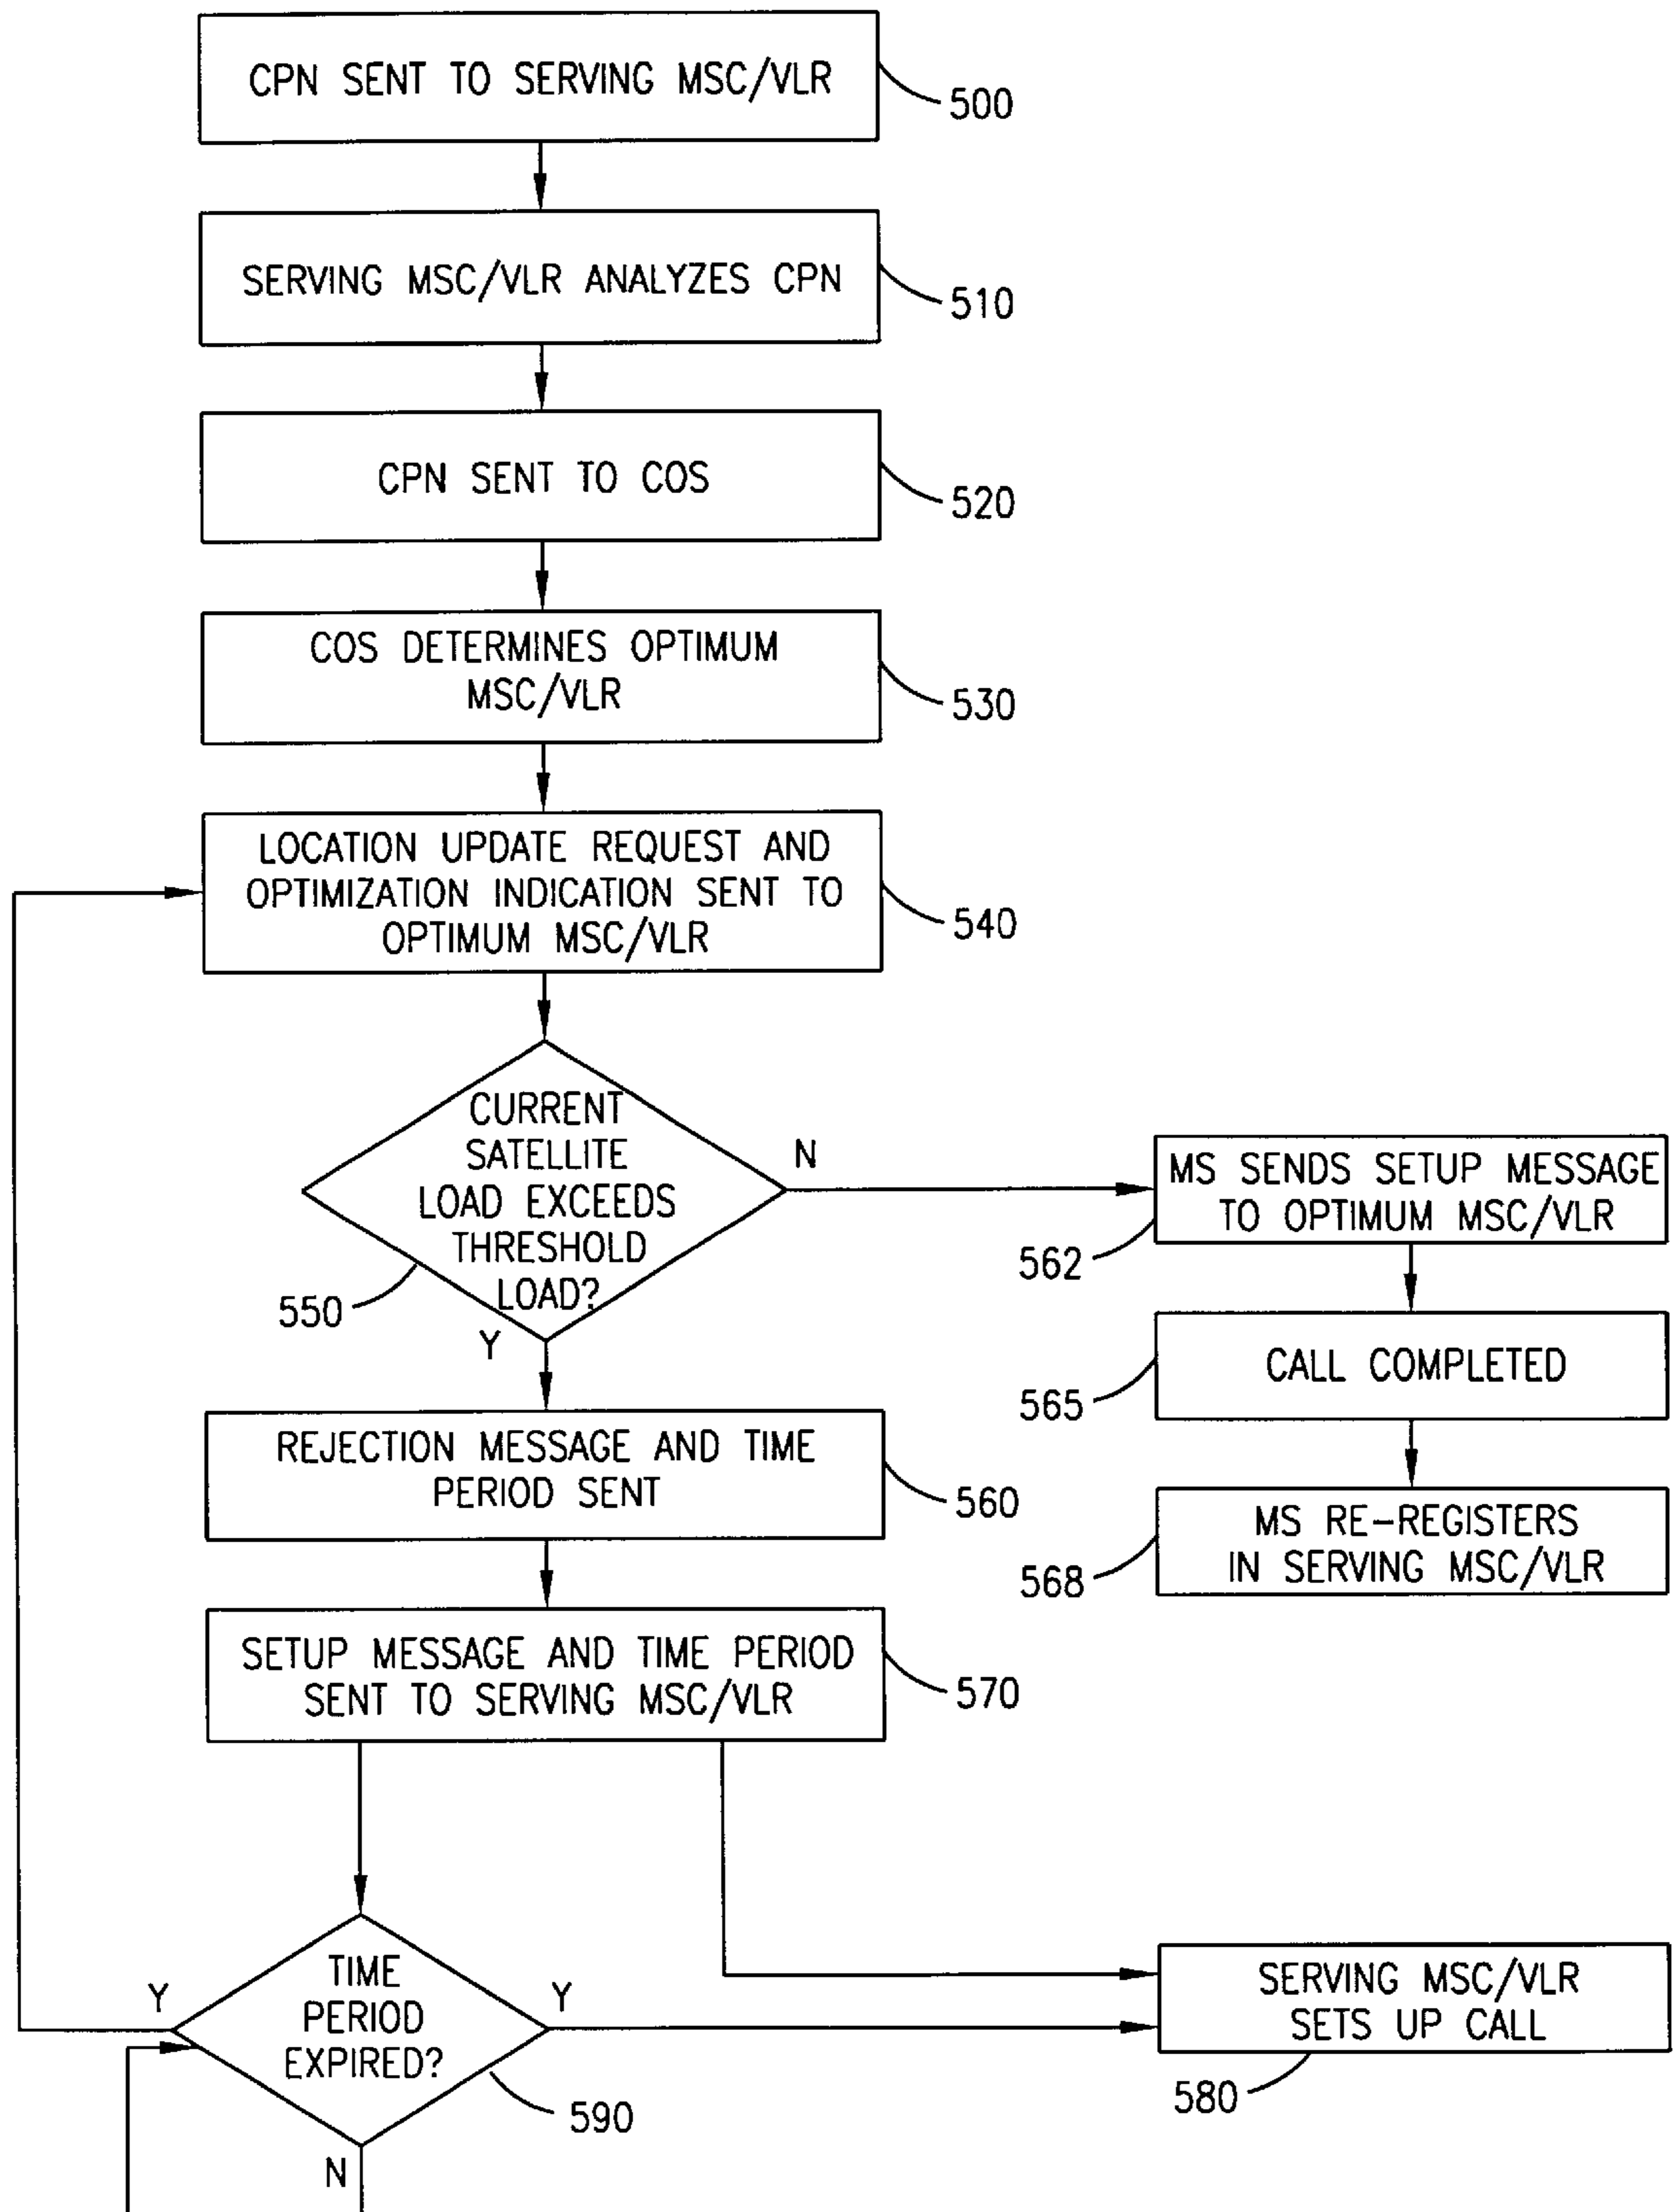 CPN SENT TO SERVING MSC/VLR
500
SERVING MSC/VLR ANALYZES CPN
510
CPN SENT TO COS
520
COS DETERMINES OPTIMUM
MSC/VLR
530
LOCATION UPDATE REQUEST AND
OPTIMIZATION INDICATION SENT TO
OPTIMUM MSC/VLR
540
CURRENT
SATELLITE
LOAD EXCEEDS
THRESHOLD
LOAD?
550
N
Y
MS SENDS SETUP MESSAGE
TO OPTIMUM MSC/VLR
562
CALL COMPLETED
565
MS RE-REGISTERS
IN SERVING MSC/VLR
568
REJECTION MESSAGE AND TIME
PERIOD SENT
560
SETUP MESSAGE AND TIME PERIOD
SENT TO SERVING MSC/VLR
570
TIME
PERIOD
EXPIRED?
Y
Y
590
N
SERVING MSC/VLR
SETS UP CALL
580